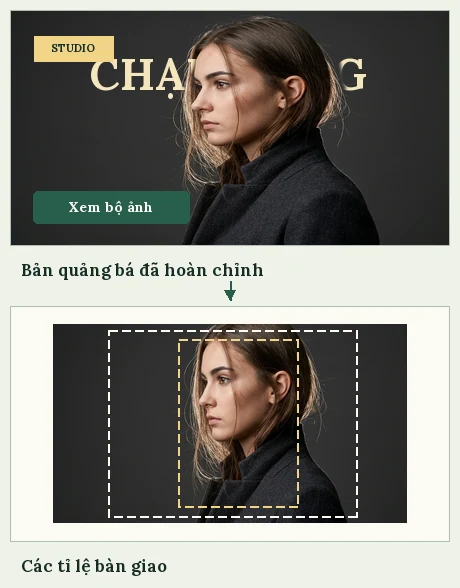 STUDIO
Xem bộ ảnh
Bản quảng bá đã hoàn chỉnh
Các tỉ lệ bàn giao